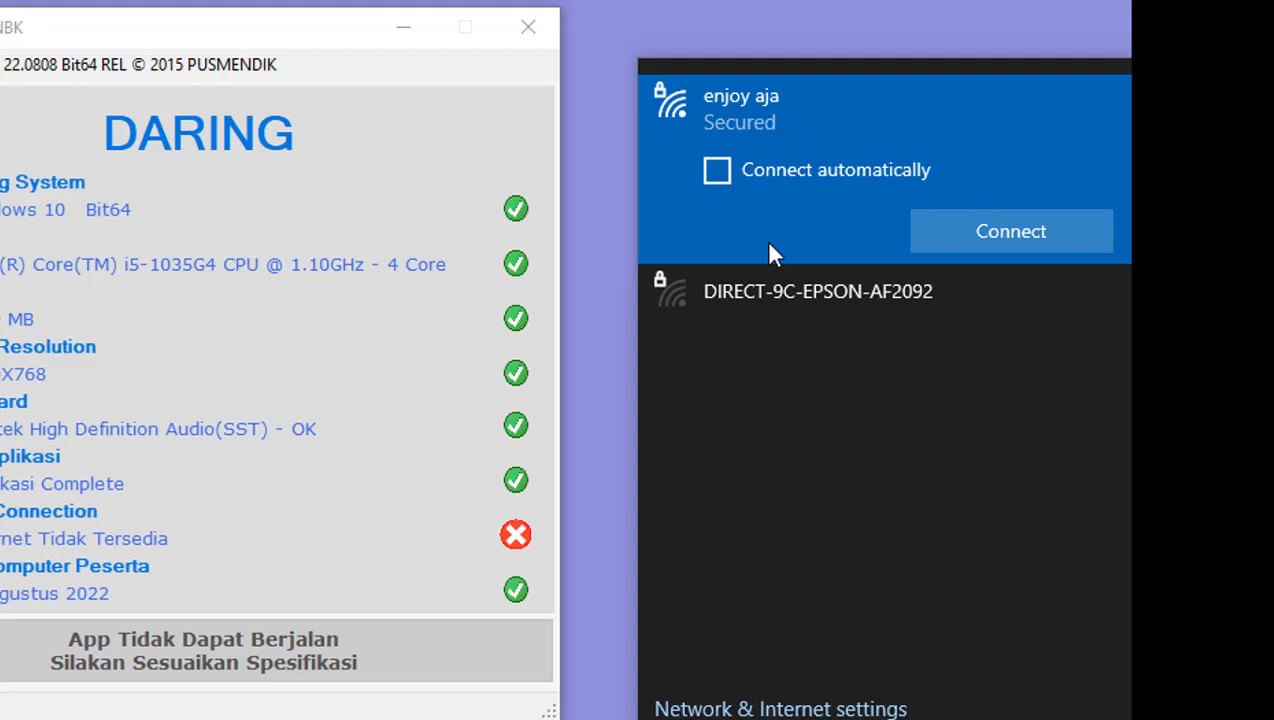 NBK
22.0808 Bit64 REL © 2015 PUSMENDIK
DARING
g System
dows 10 Bit64
(R) Core(TM) i5-1035G4 CPU @ 1.10GHz - 4 Core
MB
Resolution
0X768
ard
tek High Definition Audio(SST) - OK
plikasi
kasi Complete
Connection
rnet Tidak Tersedia
omputer Peserta
gustus 2022
App Tidak Dapat Berjalan
Silakan Sesuaikan Spesifikasi
enjoy aja
Secured
Connect automatically
Connect
DIRECT-9C-EPSON-AF2092
Network & Internet settings